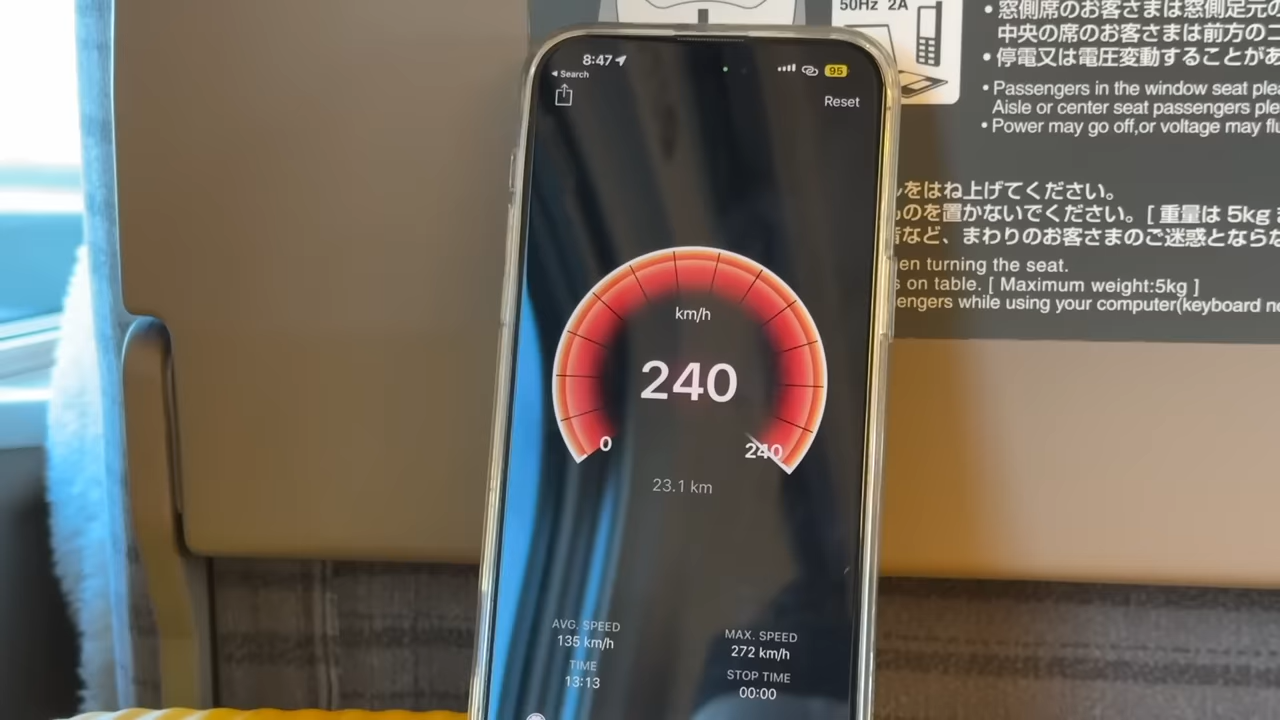 8:47
95
Search
Reset
km/h
240
0
240
23.1 km
AVG. SPEED
135 km/h
TIME
13:13
MAX. SPEED
272 km/h
STOP TIME
00:00
50Hz 2A
• 窓側席のお客さまは窓側足元の
中央の席のお客さまは前方のコ
• 停電又は電圧変動することがあ
• Passengers in the window seat plea
Aisle or center seat passengers ple
• Power may go off,or voltage may flu
をはね上げてください。
のを置かないでください。[ 重量は 5kg ま
など、まわりのお客さまのご迷惑とならな
en turning the seat.
s on table. [ Maximum weight:5kg ]
engers while using your computer(keyboard no